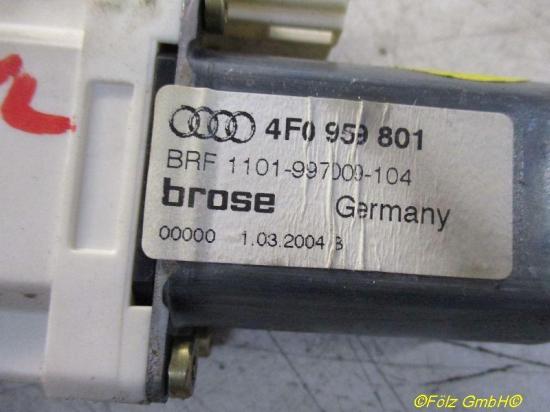 4F0 959 801
BRF 1101-997009-104
brose Germany
00000 1.03.2004 B
©Fölz GmbH©